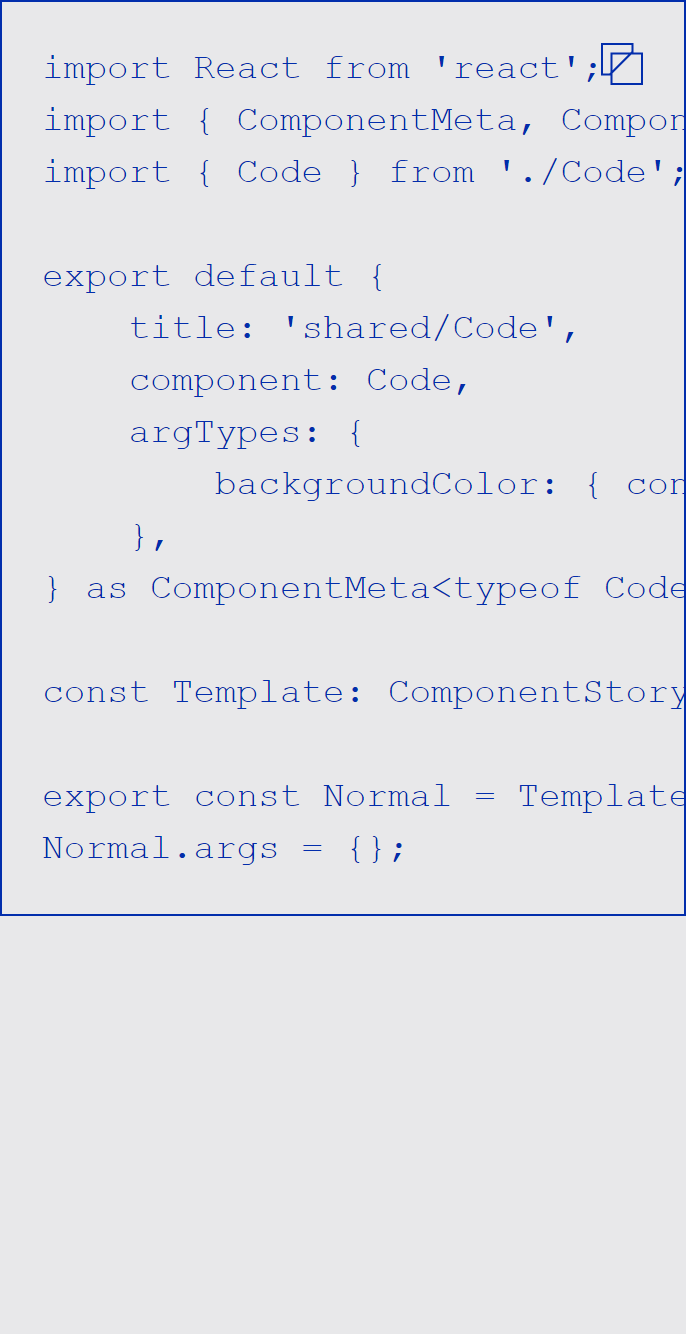 import React from 'react';
import { ComponentMeta, Compon
import { Code } from './Code';

export default {
    title: 'shared/Code',
    component: Code,
    argTypes: {
        backgroundColor: { con
    },
} as ComponentMeta<typeof Code

const Template: ComponentStory

export const Normal = Template
Normal.args = {};